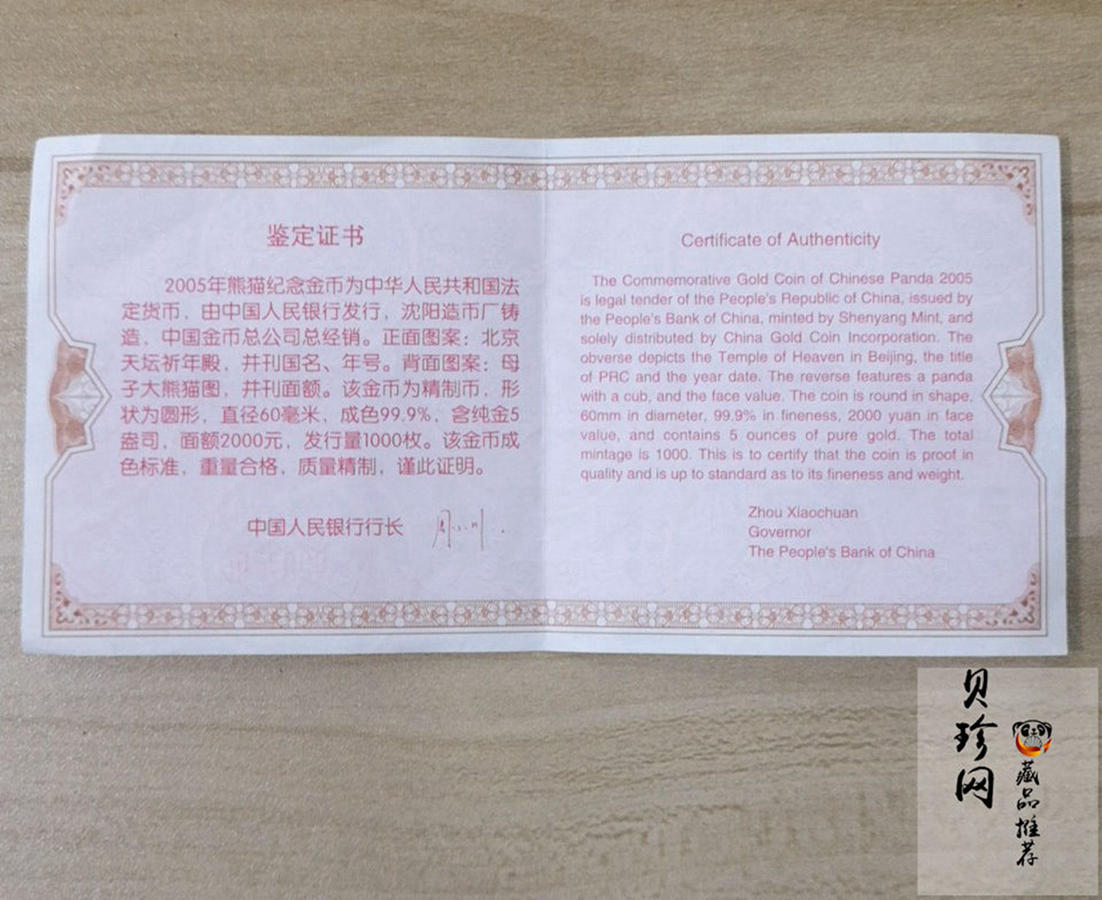 鉴定证书
2005年熊猫纪念金币为中华人民共和国法
定货币，由中国人民银行发行，沈阳造币厂铸
造，中国金币总公司总经销。正面图案：北京
天坛祈年殿，并刊国名、年号。背面图案：母
子大熊猫图，并刊面额。该金币为精制币，形
状为圆形，直径60毫米，成色99.9%，含纯金5
盎司，面额2000元，发行量1000枚。该金币成
色标准，重量合格，质量精制，谨此证明。
中国人民银行行长
Certificate of Authenticity
The Commemorative Gold Coin of Chinese Panda 2005
is legal tender of the People's Republic of China, issued by
the People's Bank of China, minted by Shenyang Mint, and
solely distributed by China Gold Coin Incorporation. The
obverse depicts the Temple of Heaven in Beijing, the title
of PRC and the year date. The reverse features a panda
with a cub, and the face value. The coin is round in shape,
60mm in diameter, 99.9% in fineness, 2000 yuan in face
value, and contains 5 ounces of pure gold. The total
mintage is 1000. This is to certify that the coin is proof in
quality and is up to standard as to its fineness and weight.
Zhou Xiaochuan
Governor
The People's Bank of China
贝珍网
藏品推荐